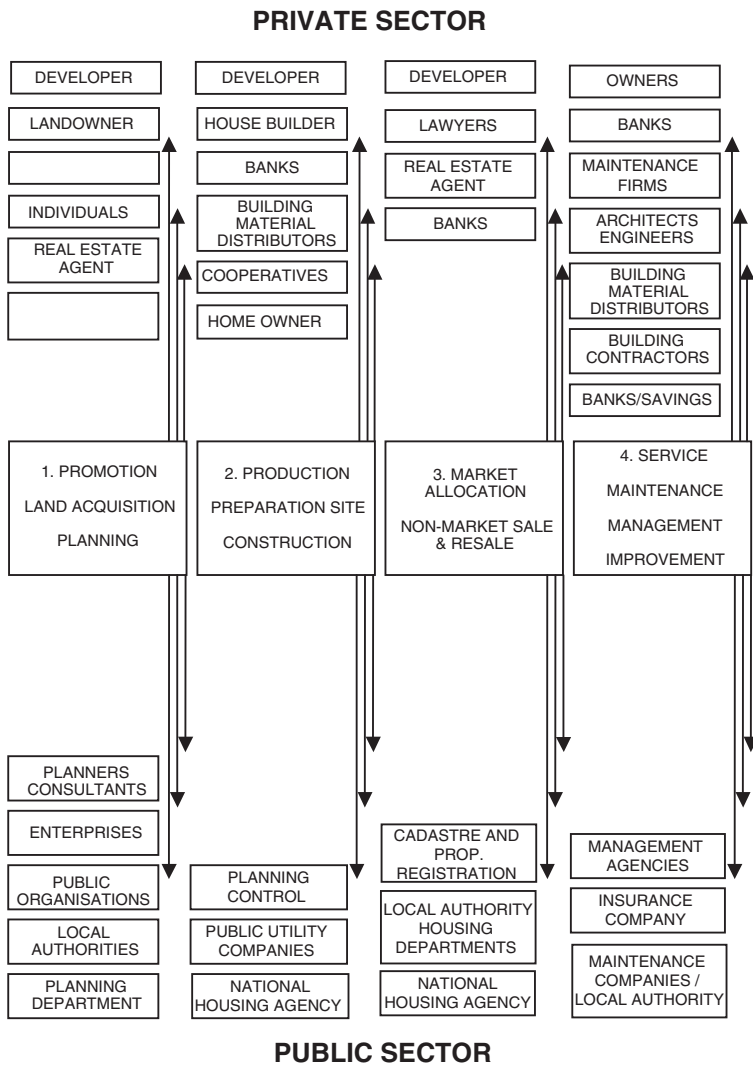 PRIVATE SECTOR
DEVELOPER
LANDOWNER
INDIVIDUALS
REAL ESTATE
AGENT
1. PROMOTION
LAND ACQUISITION
PLANNING
PLANNERS
CONSULTANTS
ENTERPRISES
PUBLIC
ORGANISATIONS
LOCAL
AUTHORITIES
PLANNING
DEPARTMENT
DEVELOPER
HOUSE BUILDER
BANKS
BUILDING
MATERIAL
DISTRIBUTORS
COOPERATIVES
HOME OWNER
2. PRODUCTION
PREPARATION SITE
CONSTRUCTION
PLANNING
CONTROL
PUBLIC UTILITY
COMPANIES
NATIONAL
HOUSING AGENCY
DEVELOPER
LAWYERS
REAL ESTATE
AGENT
BANKS
3. MARKET
ALLOCATION
NON-MARKET SALE
& RESALE
CADASTRE AND
PROP.
REGISTRATION
LOCAL AUTHORITY
HOUSING
DEPARTMENTS
NATIONAL
HOUSING AGENCY
OWNERS
BANKS
MAINTENANCE
FIRMS
ARCHITECTS
ENGINEERS
BUILDING
MATERIAL
DISTRIBUTORS
BUILDING
CONTRACTORS
BANKS/SAVINGS
4. SERVICE
MAINTENANCE
MANAGEMENT
IMPROVEMENT
MANAGEMENT
AGENCIES
INSURANCE
COMPANY
MAINTENANCE
COMPANIES /
LOCAL AUTHORITY
PUBLIC SECTOR